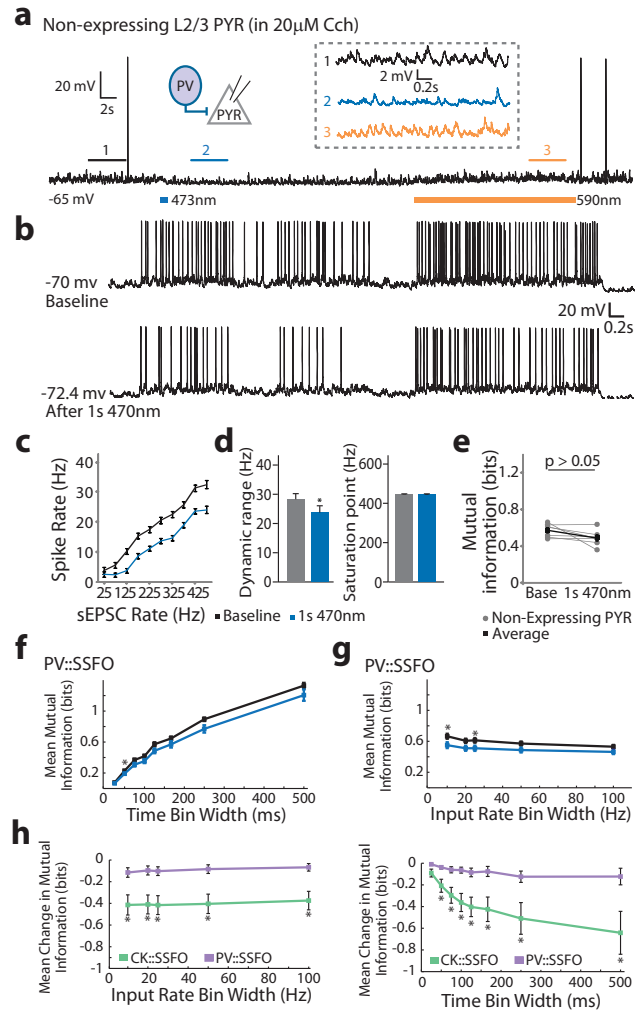 a
Non-expressing L2/3 PYR (in 20μM Cch)
20 mV
2s
PV
PYR
1
2 mV
0.2s
2
3
1
2
3
-65 mV
473nm
590nm
b
-70 mv
Baseline
20 mV
0.2s
-72.4 mv
After 1s 470nm
c
Spike Rate (Hz)
40
30
20
10
0
25 125 225 325 425
sEPSC Rate (Hz)
d
Dynamic range (Hz)
40
30
20
10
0
*
Saturation point (Hz)
600
400
200
0
Baseline
1s 470nm
e
p > 0.05
Mutual
information (bits)
1.2
0.8
0.4
0
Base 1s 470nm
Non-Expressing PYR
Average
f
PV::SSFO
Mean Mutual
Information (bits)
1
0.6
0.2
*
0 100 200 300 400 500
Time Bin Width (ms)
g
PV::SSFO
Mean Mutual
Information (bits)
1
0.6
0.2
* *
0 20 40 60 80 100
Input Rate Bin Width (Hz)
h
Mean Change in Mutual
Information (bits)
0
-0.2
-0.4
-0.6
-0.8
-1
* * * * *
CK::SSFO PV::SSFO
0 20 40 60 80 100
Input Rate Bin Width (Hz)
Mean Change in Mutual
Information (bits)
0
-0.2
-0.4
-0.6
-0.8
-1
* * * * * * *
CK::SSFO PV::SSFO
0 100 200 300 400 500
Time Bin Width (ms)